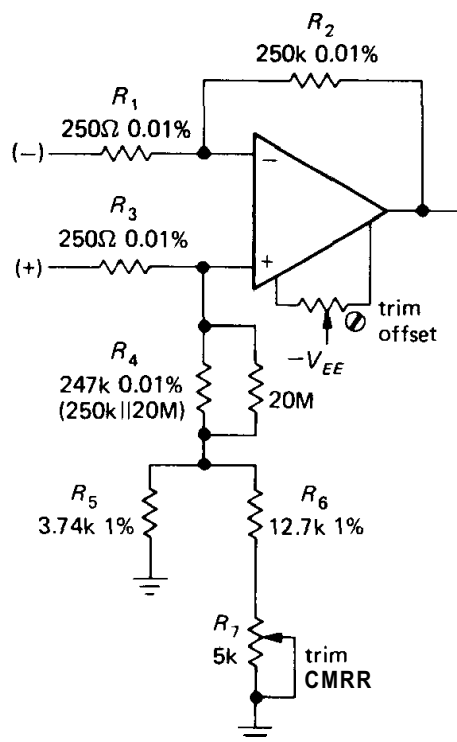 R2
250k 0.01%
R1
250Ω 0.01%
(−)
−
R3
250Ω 0.01%
(+)
+
trim
offset
−VEE
R4
247k 0.01%
(250k||20M)
20M
R5
3.74k 1%
R6
12.7k 1%
R7
5k
trim
CMRR